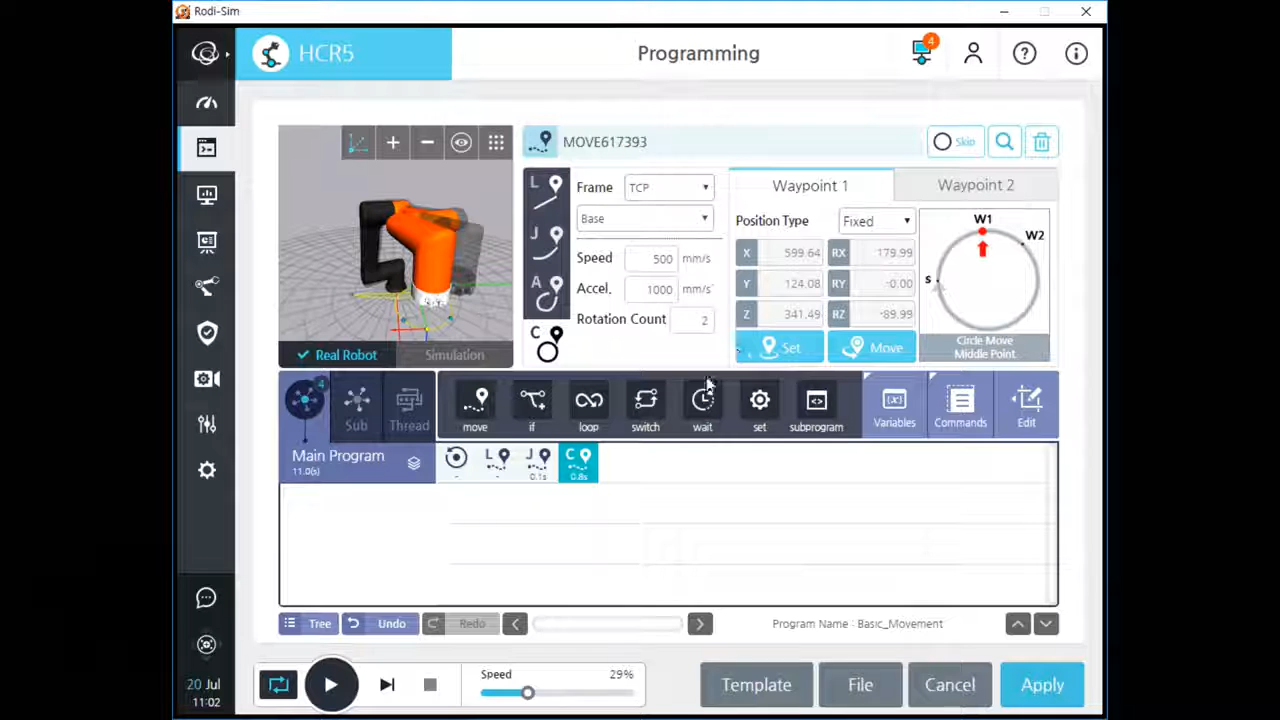 Rodi-Sim
HCR5
Programming
4
MOVE617393
Skip
L
J
A
C
Frame TCP
Base
Speed 500 mm/s
Accel. 1000 mm/s²
Rotation Count 2
Waypoint 1 Waypoint 2
Position Type Fixed
X 599.64 RX 179.99
Y 124.08 RY -0.00
Z 341.49 RZ -89.99
Set Move
W1
W2
S
Circle Move
Middle Point
Real Robot Simulation
4
Sub Thread
move if loop switch wait set subprogram
Variables Commands Edit
Main Program
11.0(s)
-
L
-
J
0.1s
C
0.8s
Tree Undo Redo
Program Name : Basic_Movement
Speed 29%
Template File Cancel Apply
20 Jul
11:02